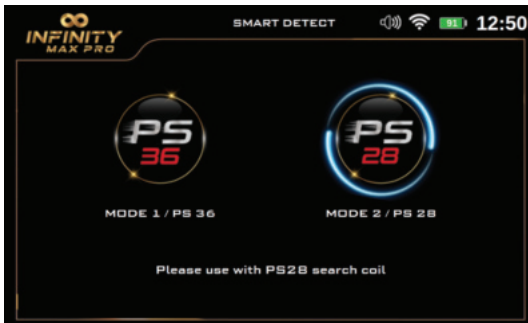 INFINITY
MAX PRO
SMART DETECT
91
12:50
PS
36
PS
28
MODE 1 / PS 36
MODE 2 / PS 28
Please use with PS28 search coil